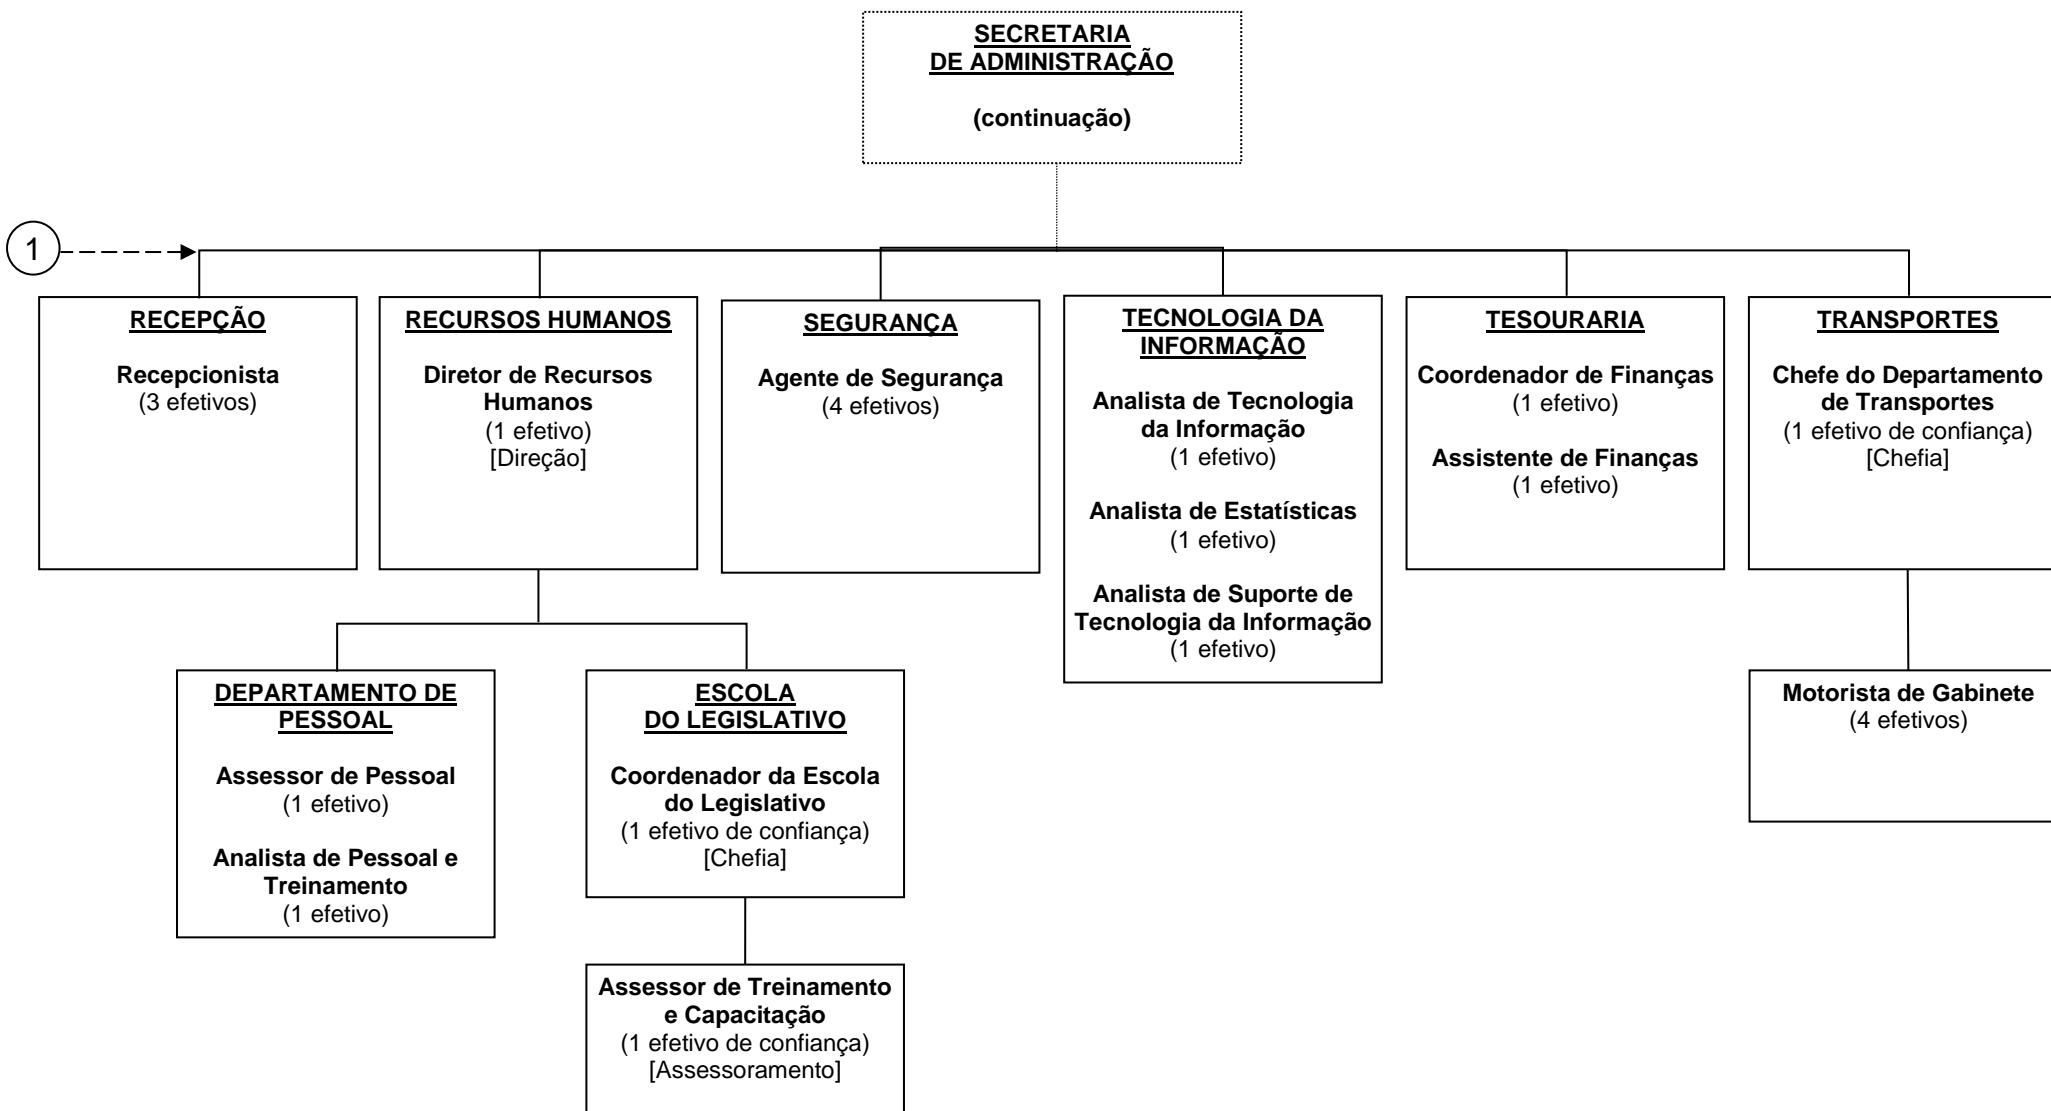 SECRETARIA
DE ADMINISTRAÇÃO
(continuação)
1
RECEPÇÃO
Recepcionista
(3 efetivos)
RECURSOS HUMANOS
Diretor de Recursos
Humanos
(1 efetivo)
[Direção]
SEGURANÇA
Agente de Segurança
(4 efetivos)
TECNOLOGIA DA
INFORMAÇÃO
Analista de Tecnologia
da Informação
(1 efetivo)
Analista de Estatísticas
(1 efetivo)
Analista de Suporte de
Tecnologia da Informação
(1 efetivo)
TESOURARIA
Coordenador de Finanças
(1 efetivo)
Assistente de Finanças
(1 efetivo)
TRANSPORTES
Chefe do Departamento
de Transportes
(1 efetivo de confiança)
[Chefia]
DEPARTAMENTO DE
PESSOAL
Assessor de Pessoal
(1 efetivo)
Analista de Pessoal e
Treinamento
(1 efetivo)
ESCOLA
DO LEGISLATIVO
Coordenador da Escola
do Legislativo
(1 efetivo de confiança)
[Chefia]
Motorista de Gabinete
(4 efetivos)
Assessor de Treinamento
e Capacitação
(1 efetivo de confiança)
[Assessoramento]